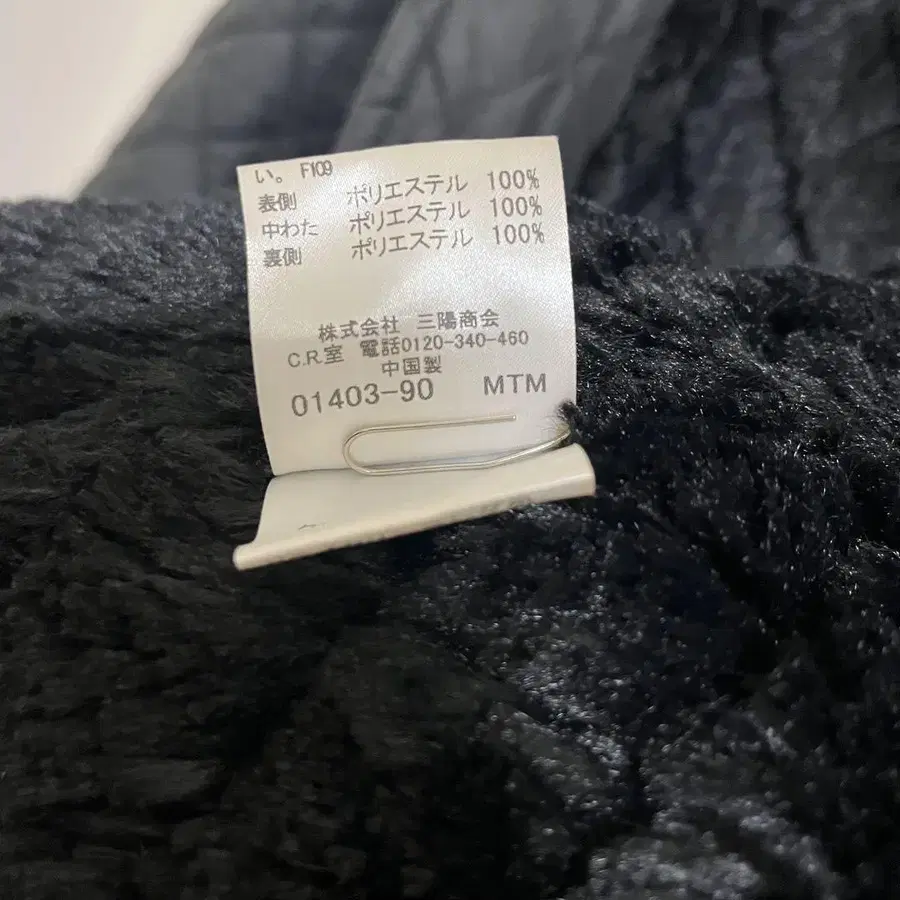 い。 F109
表側 ポリエステル 100%
中わた ポリエステル 100%
裏側 ポリエステル 100%
株式会社 三陽商会
C.R.室 電話0120-340-460
中国製
01403-90 MTM